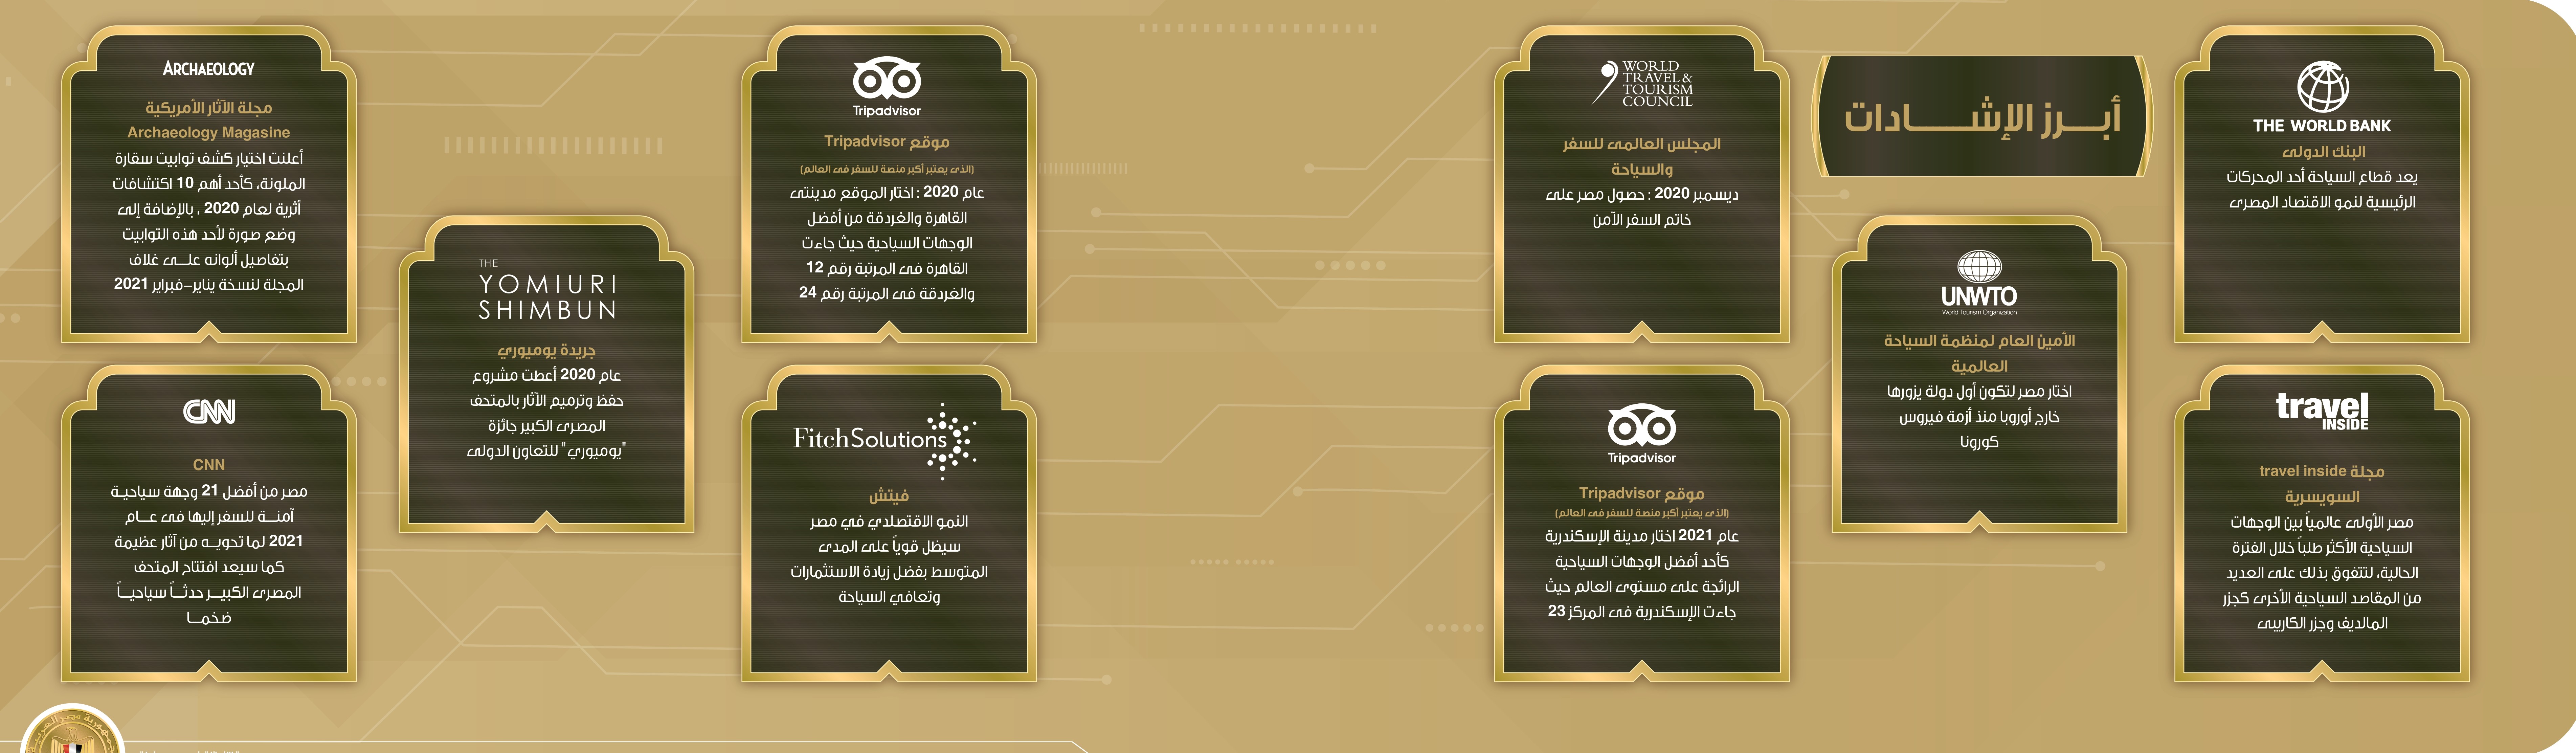 أبـــرز الإشـــــادات
THE WORLD BANK
البنك الدولى
يعد قطاع السياحة أحد المحركات
الرئيسية لنمو الاقتصاد المصرى
travel
INSIDE
مجلة travel inside
السويسرية
مصر الأولى عالمياً بين الوجهات
السياحية الأكثر طلباً خلال الفترة
الحالية، لتتفوق بذلك على العديد
من المقاصد السياحية الأخرى كجزر
المالديف وجزر الكاريبى
UNWTO
World Tourism Organization
الأمين العام لمنظمة السياحة
العالمية
اختار مصر لتكون أول دولة يزورها
خارج أوروبا منذ أزمة فيروس
كورونا
WORLD
TRAVEL &
TOURISM
COUNCIL
المجلس العالمى للسفر
والسياحة
ديسمبر 2020 : حصول مصر على
خاتم السفر الآمن
Tripadvisor
موقع Tripadvisor
(الذى يعتبر أكبر منصة للسفر فى العالم)
عام 2021 اختار مدينة الإسكندرية
كأحد أفضل الوجهات السياحية
الرائجة على مستوى العالم حيث
جاءت الإسكندرية فى المركز 23
Tripadvisor
موقع Tripadvisor
(الذى يعتبر أكبر منصة للسفر فى العالم)
عام 2020 : اختار الموقع مدينتى
القاهرة والغردقة من أفضل
الوجهات السياحية حيث جاءت
القاهرة فى المرتبة رقم 12
والغردقة فى المرتبة رقم 24
FitchSolutions
فيتش
النمو الاقتصلدي في مصر
سيظل قوياً على المدى
المتوسط بفضل زيادة الاستثمارات
وتعافي السياحة
THE
YOMIURI
SHIMBUN
جريدة يوميوري
عام 2020 أعطت مشروع
حفظ وترميم الآثار بالمتحف
المصرى الكبير جائزة
"يوميوري" للتعاون الدولى
ARCHAEOLOGY
مجلة الآثار الأمريكية
Archaeology Magasine
أعلنت اختيار كشف توابيت سقارة
الملونة، كأحد أهم 10 اكتشافات
أثرية لعام 2020 ، بالإضافة إلى
وضع صورة لأحد هذه التوابيت
بتفاصيل ألوانه علـــى غلاف
المجلة لنسخة يناير-فبراير 2021
CNN
CNN
مصر من أفضل 21 وجهة سياحيـة
آمنـــة للسفر إليها فى عـــام
2021 لما تحويـــه من آثار عظيمة
كما سيعد افتتاح المتحف
المصرى الكبيـــر حدثـــاً سياحيـــاً
ضخمـــا